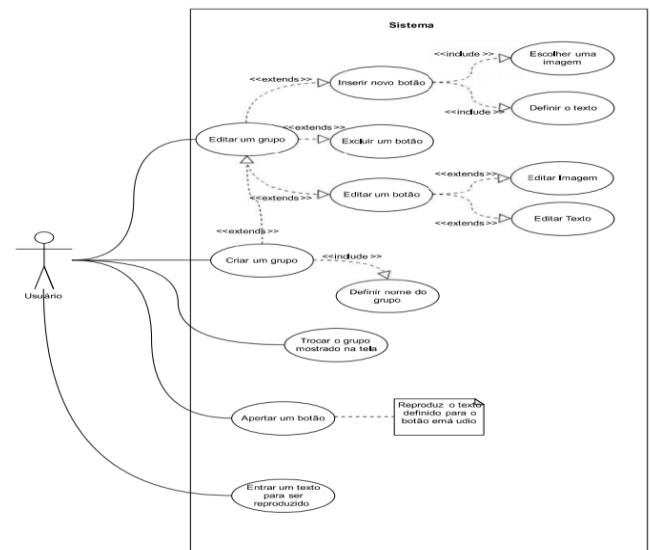 Sistema
<<include >>
Escolher uma
imagem
<<extends>>
Inserir novo botão
<<include >>
Definir o texto
<<extends>>
Editar um grupo
Excluir um botão
<<extends>>
Editar Imagem
<<extends>>
Editar um botão
<<extends>>
Editar Texto
<<extends>>
Criar um grupo
<<include >>
Usuário
Definir nome do
grupo
Trocar o grupo
mostrado na tela
Apertar um botão
Reproduz o texto
definido para o
botão emá udio
Entrar um texto
para ser
reproduzido